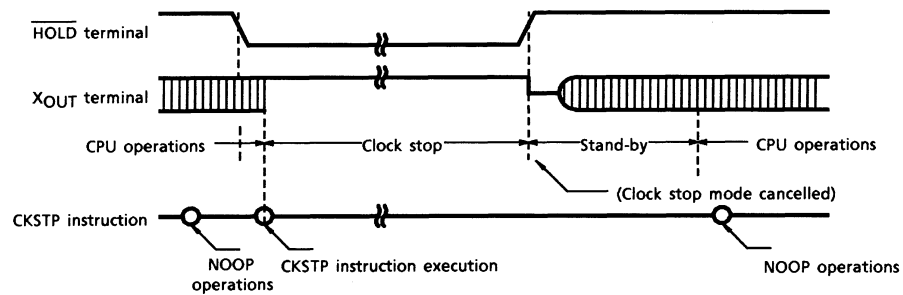 HOLD terminal
XOUT terminal
CPU operations
Clock stop
Stand-by
CPU operations
(Clock stop mode cancelled)
CKSTP instruction
NOOP
operations
CKSTP instruction execution
NOOP operations